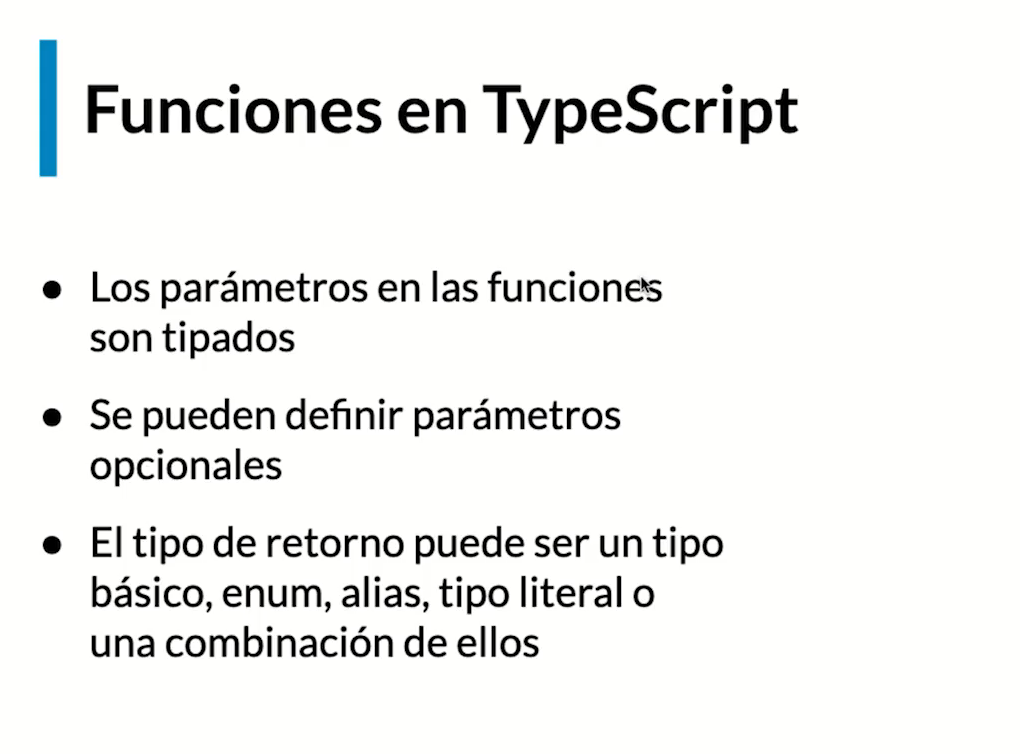 Funciones en TypeScript
● Los parámetros en las funciones
son tipados
● Se pueden definir parámetros
opcionales
● El tipo de retorno puede ser un tipo
básico, enum, alias, tipo literal o
una combinación de ellos